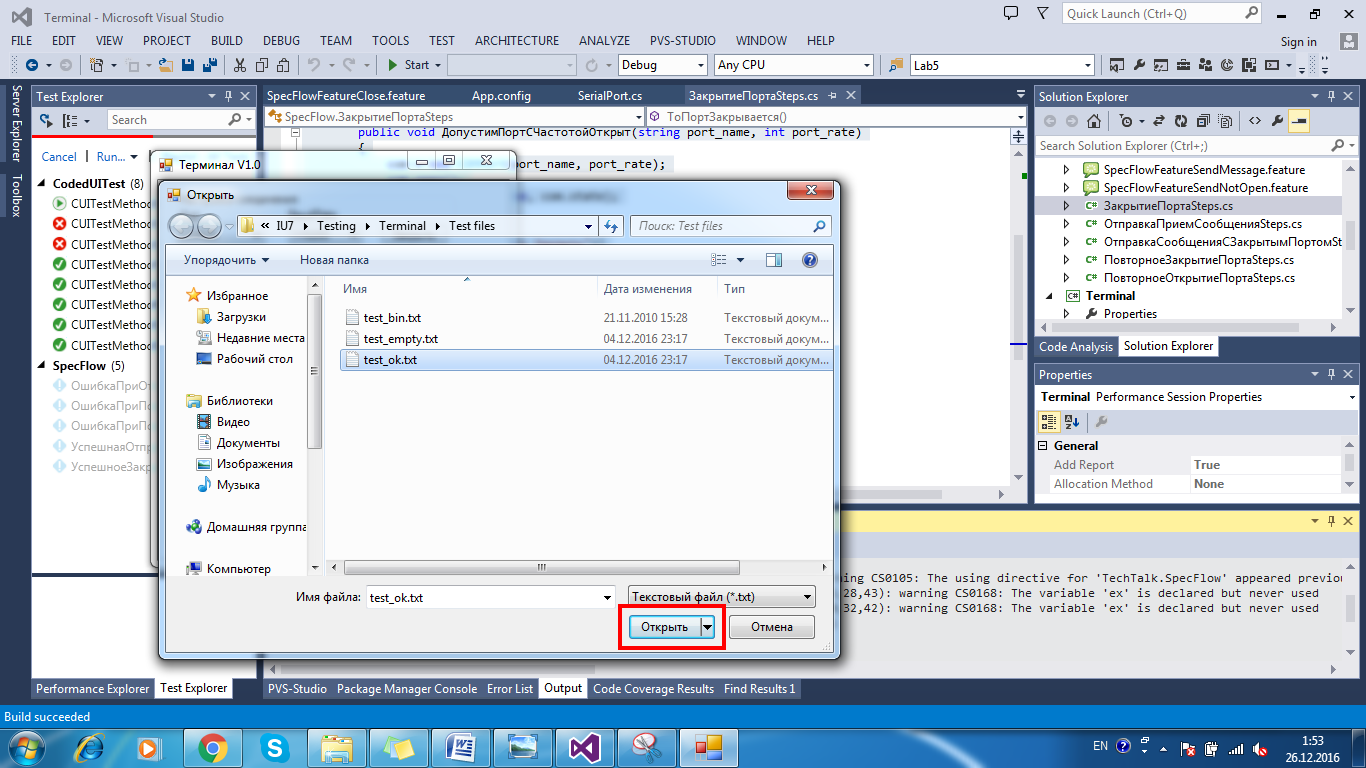 Terminal - Microsoft Visual Studio
Quick Launch (Ctrl+Q)
FILE EDIT VIEW PROJECT BUILD DEBUG TEAM TOOLS TEST ARCHITECTURE ANALYZE PVS-STUDIO WINDOW HELP
Sign in
Start Debug Any CPU Lab5
Server Explorer
Toolbox
Test Explorer
Search
Cancel Run...
CodedUITest (8)
CUITestMethod
CUITestMethod
CUITestMethod
CUITestMethod
CUITestMethod
CUITestMethod
CUITestMethod
CUITestMethod
SpecFlow (5)
ОшибкаПриОт
ОшибкаПриПо
ОшибкаПриПо
УспешнаяОтпр
УспешноеЗакр
SpecFlowFeatureClose.feature App.config SerialPort.cs ЗакрытиеПортаSteps.cs
SpecFlow.ЗакрытиеПортаSteps ТоПортЗакрывается()
public void ДопустимПортСЧастотойОткрыт(string port_name, int port_rate)
{
port_name, port_rate);
Терминал V1.0
Открыть
« IU7 Testing Terminal Test files
Поиск: Test files
Упорядочить Новая папка
Избранное
Загрузки
Недавние места
Рабочий стол
Библиотеки
Видео
Документы
Изображения
Музыка
Домашняя группа
Компьютер
Имя Дата изменения Тип
test_bin.txt 21.11.2010 15:28 Текстовый докум...
test_empty.txt 04.12.2016 23:17 Текстовый докум...
test_ok.txt 04.12.2016 23:17 Текстовый докум...
Имя файла: test_ok.txt Текстовый файл (*.txt)
Открыть Отмена
Solution Explorer
Search Solution Explorer (Ctrl+;)
SpecFlowFeatureSendMessage.feature
SpecFlowFeatureSendNotOpen.feature
ЗакрытиеПортаSteps.cs
ОтправкаПриемСообщенияSteps.cs
ОтправкаСообщенияСЗакрытымПортомSt
ПовторноеЗакрытиеПортаSteps.cs
ПовторноеОткрытиеПортаSteps.cs
Terminal
Properties
Code Analysis Solution Explorer
Properties
Terminal Performance Session Properties
General
Add Report True
Allocation Method None
ing CS0105: The using directive for 'TechTalk.SpecFlow' appeared previou
28,43): warning CS0168: The variable 'ex' is declared but never used
32,42): warning CS0168: The variable 'ex' is declared but never used
Performance Explorer Test Explorer
PVS-Studio Package Manager Console Error List Output Code Coverage Results Find Results 1
Build succeeded
EN
1:53
26.12.2016